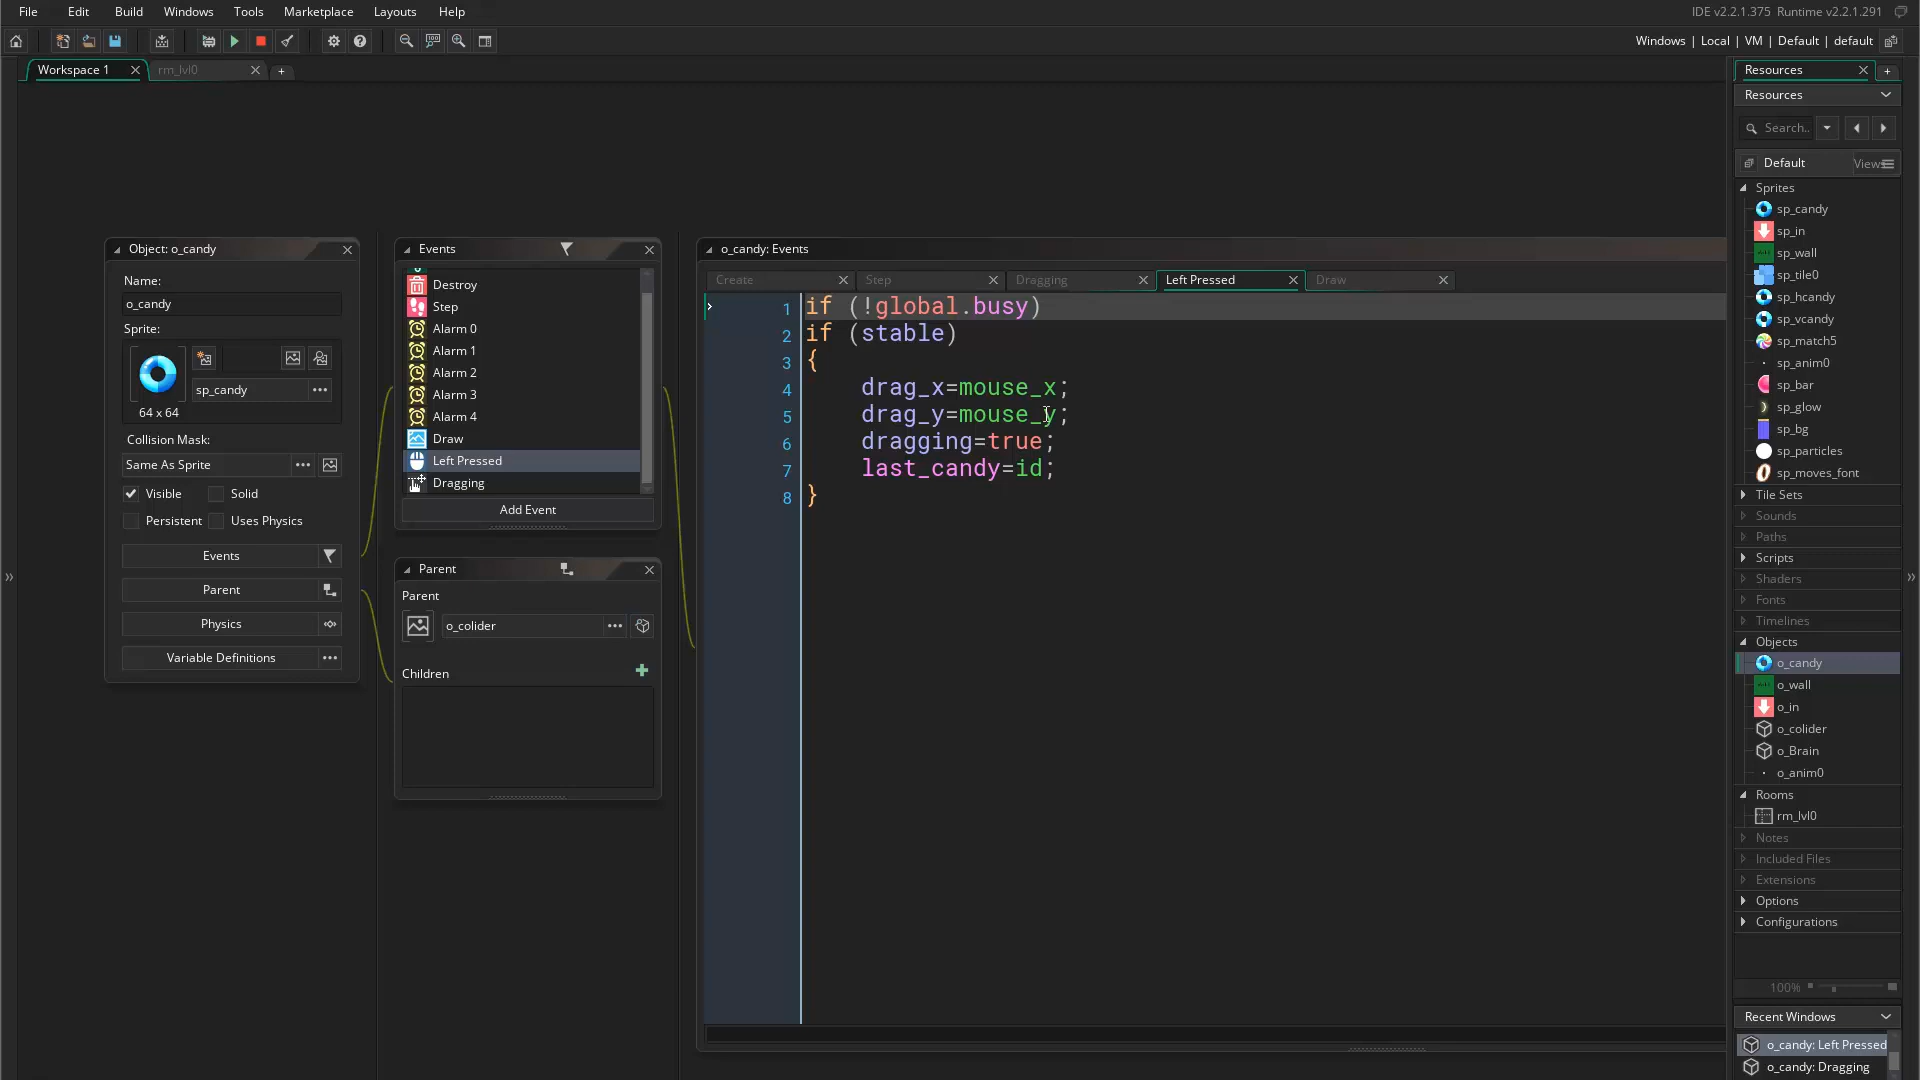 File Edit Build Windows Tools Marketplace Layouts Help
IDE v2.2.1.375 Runtime v2.2.1.291
Windows | Local | VM | Default | default
Workspace 1
rm_lvl0
Object: o_candy
Name:
o_candy
Sprite:
sp_candy
64 x 64
Collision Mask:
Same As Sprite
Visible Solid
Persistent Uses Physics
Events
Parent
Physics
Variable Definitions
Events
Destroy
Step
Alarm 0
Alarm 1
Alarm 2
Alarm 3
Alarm 4
Draw
Left Pressed
Dragging
Add Event
Parent
Parent
o_colider
Children
o_candy: Events
Create Step Dragging Left Pressed Draw
1 if (!global.busy)
2 if (stable)
3 {
4 drag_x=mouse_x;
5 drag_y=mouse_y;
6 dragging=true;
7 last_candy=id;
8 }
Resources
Resources
Search..
Default Views
Sprites
sp_candy
sp_in
sp_wall
sp_tile0
sp_hcandy
sp_vcandy
sp_match5
sp_anim0
sp_bar
sp_glow
sp_bg
sp_particles
sp_moves_font
Tile Sets
Sounds
Paths
Scripts
Shaders
Fonts
Timelines
Objects
o_candy
o_wall
o_in
o_colider
o_Brain
o_anim0
Rooms
rm_lvl0
Notes
Included Files
Extensions
Options
Configurations
100%
Recent Windows
o_candy: Left Pressed
o_candy: Dragging